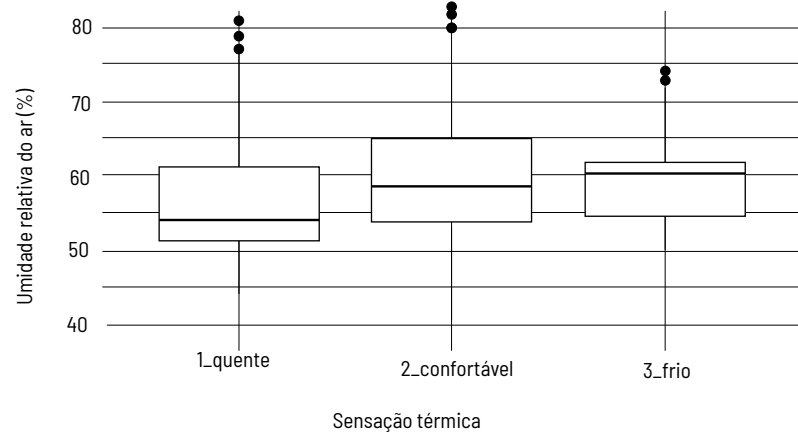 Umidade relativa do ar (%)
80
70
60
50
40
1_quente
2_confortável
3_frio
Sensação térmica